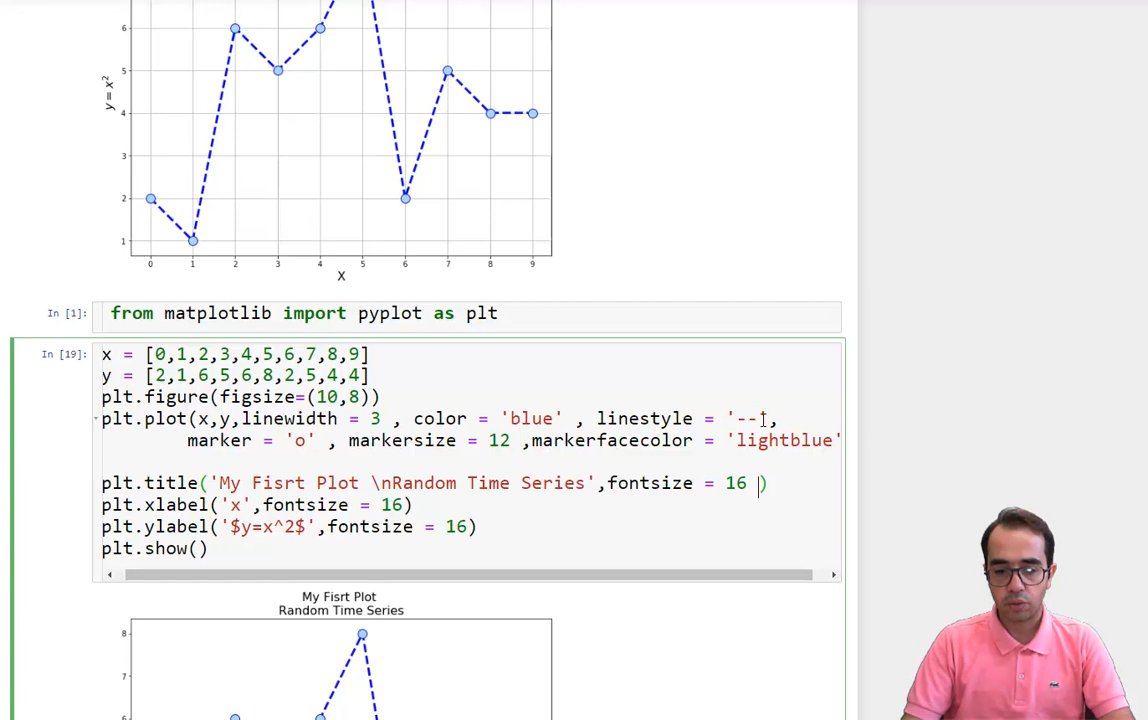 6
5
y = x²
4
3
2
1
0 1 2 3 4 5 6 7 8 9
X
In [1]: from matplotlib import pyplot as plt
In [19]: x = [0,1,2,3,4,5,6,7,8,9]
y = [2,1,6,5,6,8,2,5,4,4]
plt.figure(figsize=(10,8))
plt.plot(x,y,linewidth = 3 , color = 'blue' , linestyle = '--',
marker = 'o' , markersize = 12 ,markerfacecolor = 'lightblue'
plt.title('My Fisrt Plot \nRandom Time Series',fontsize = 16 )
plt.xlabel('x',fontsize = 16)
plt.ylabel('$y=x^2$',fontsize = 16)
plt.show()
My Fisrt Plot
Random Time Series
8
7
6